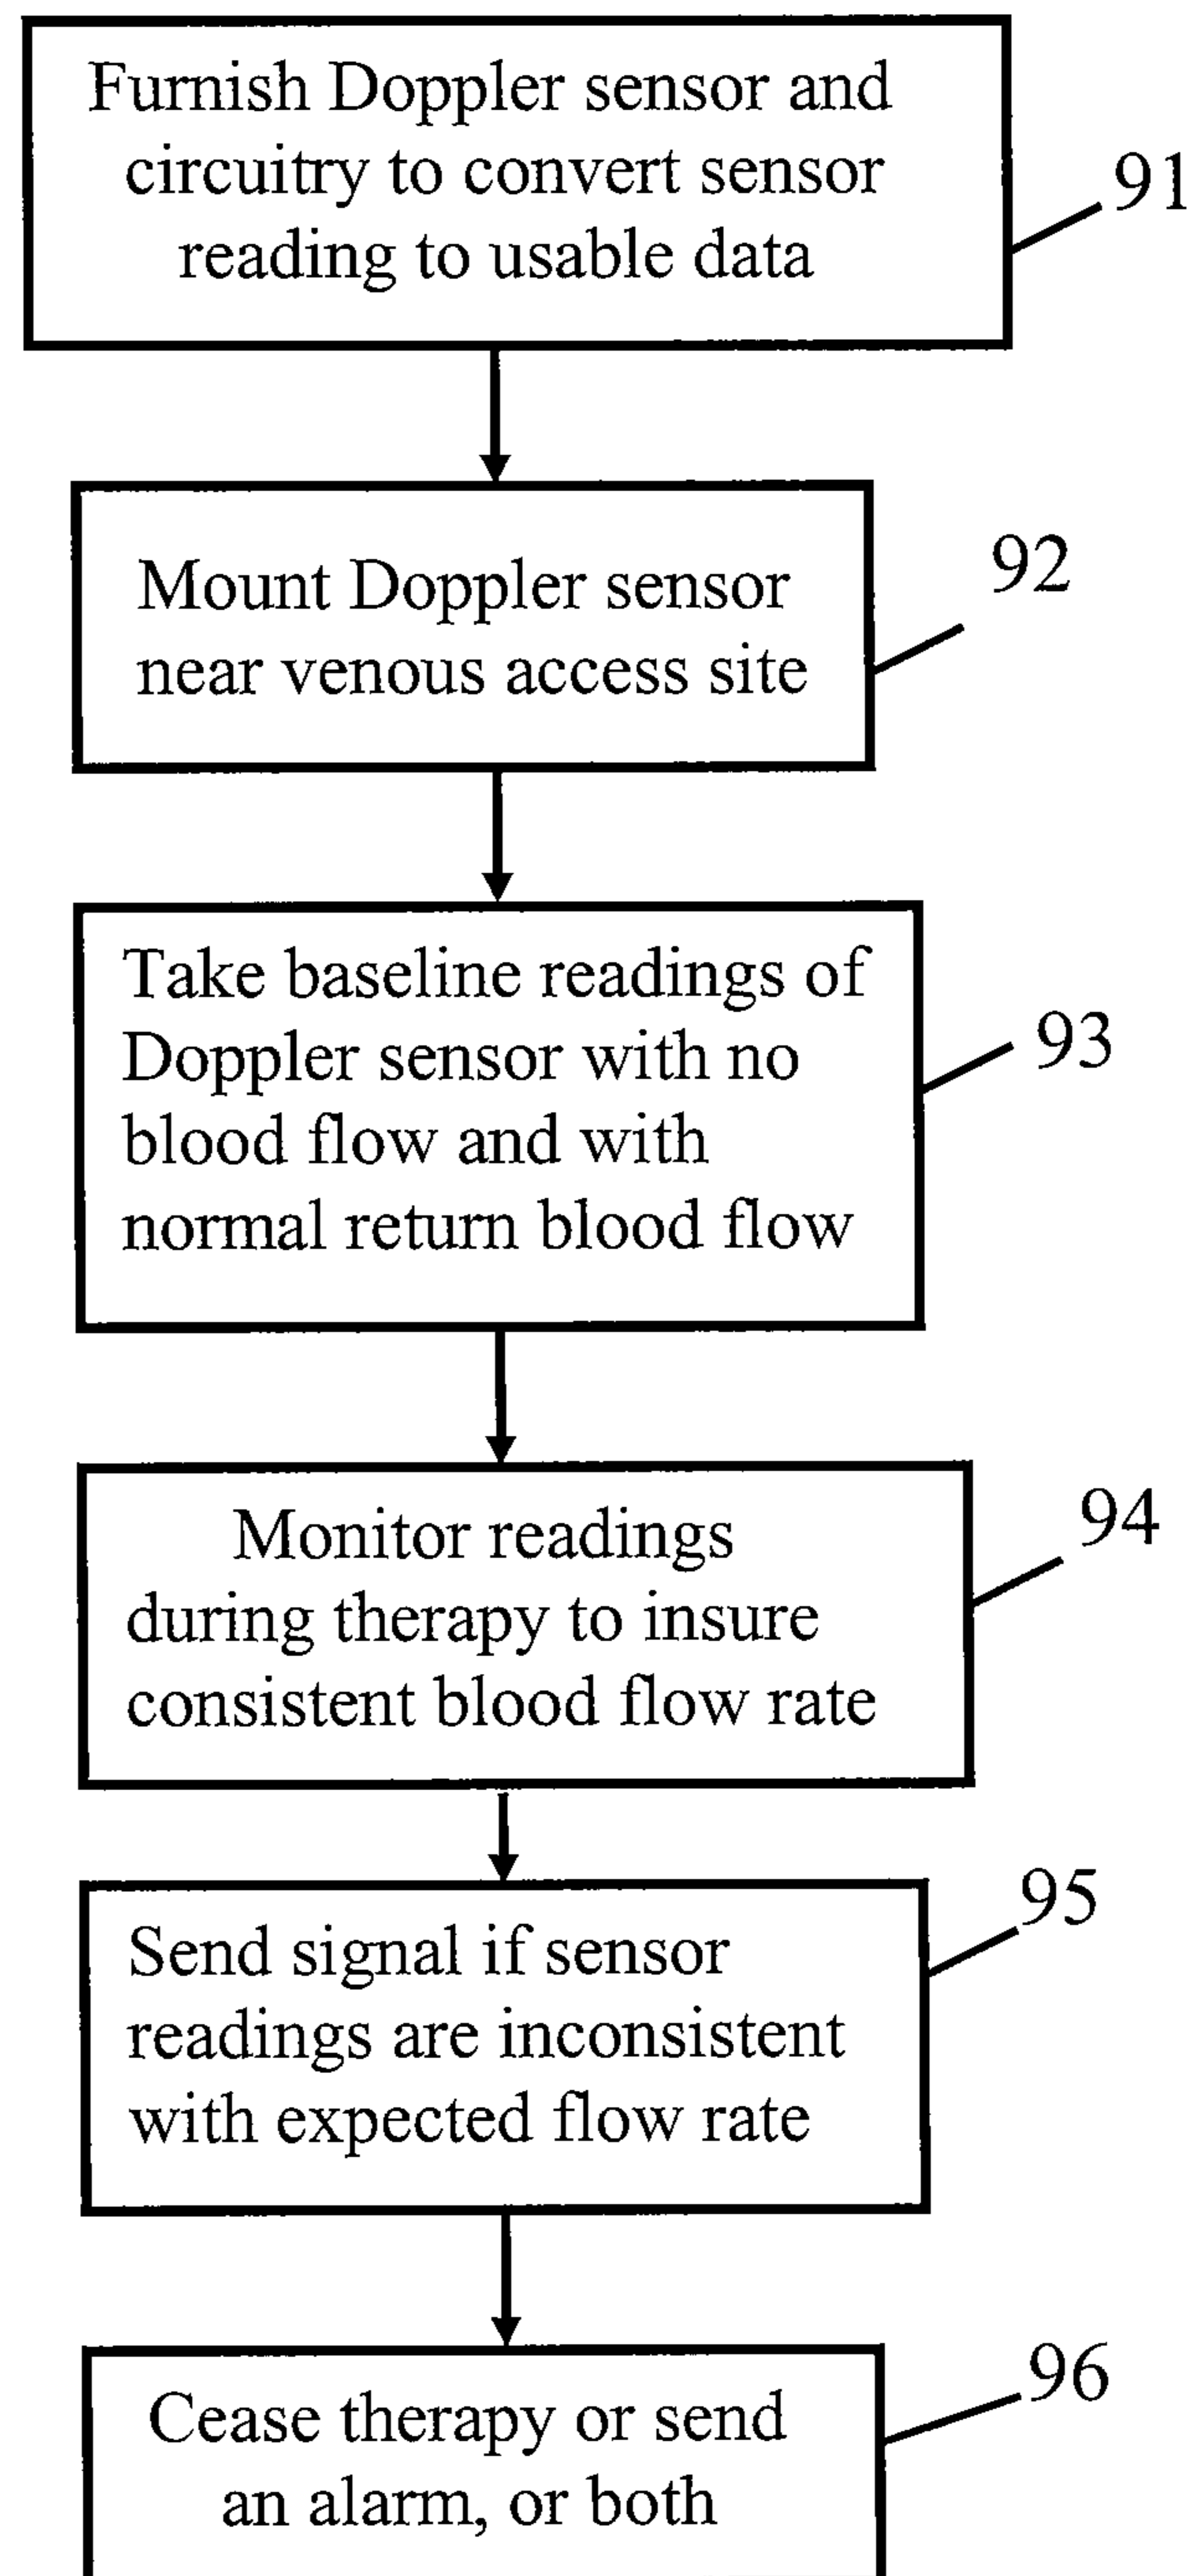 Furnish Doppler sensor and
circuitry to convert sensor
reading to usable data
91
Mount Doppler sensor
near venous access site
92
Take baseline readings of
Doppler sensor with no
blood flow and with
normal return blood flow
93
Monitor readings
during therapy to insure
consistent blood flow rate
94
Send signal if sensor
readings are inconsistent
with expected flow rate
95
Cease therapy or send
an alarm, or both
96